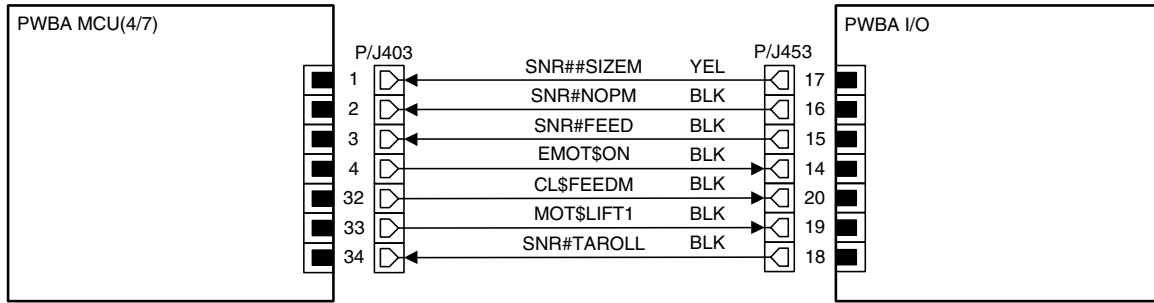 PWBA MCU(4/7) PWBA I/O
P/J403 P/J453
1 SNR##SIZEM YEL 17
2 SNR#NOPM BLK 16
3 SNR#FEED BLK 15
4 EMOT$ON BLK 14
32 CL$FEEDM BLK 20
33 MOT$LIFT1 BLK 19
34 SNR#TAROLL BLK 18